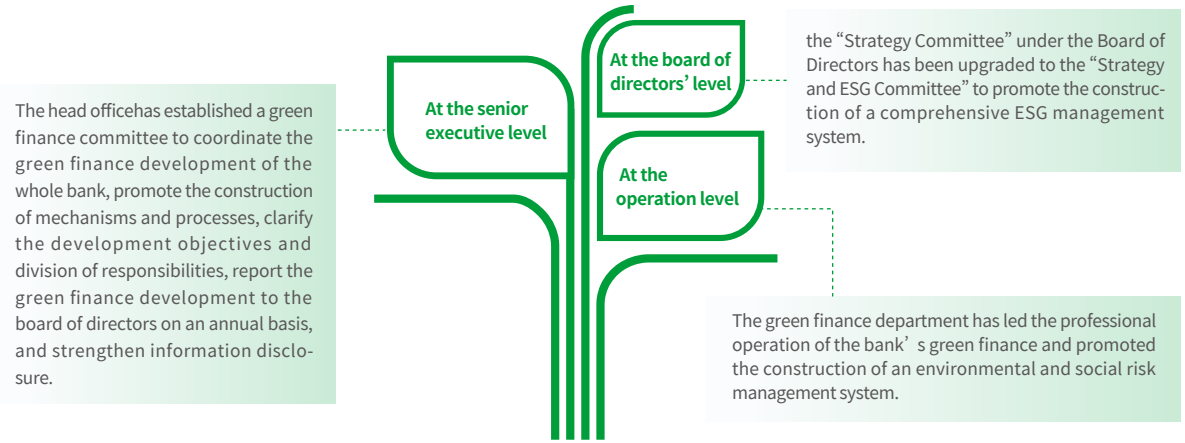 At the board of
directors’ level
the “Strategy Committee” under the Board of
Directors has been upgraded to the “Strategy
and ESG Committee” to promote the construc-
tion of a comprehensive ESG management
system.
At the senior
executive level
The head officehas established a green
finance committee to coordinate the
green finance development of the
whole bank, promote the construction
of mechanisms and processes, clarify
the development objectives and
division of responsibilities, report the
green finance development to the
board of directors on an annual basis,
and strengthen information disclo-
sure.
At the
operation level
The green finance department has led the professional
operation of the bank’ s green finance and promoted
the construction of an environmental and social risk
management system.